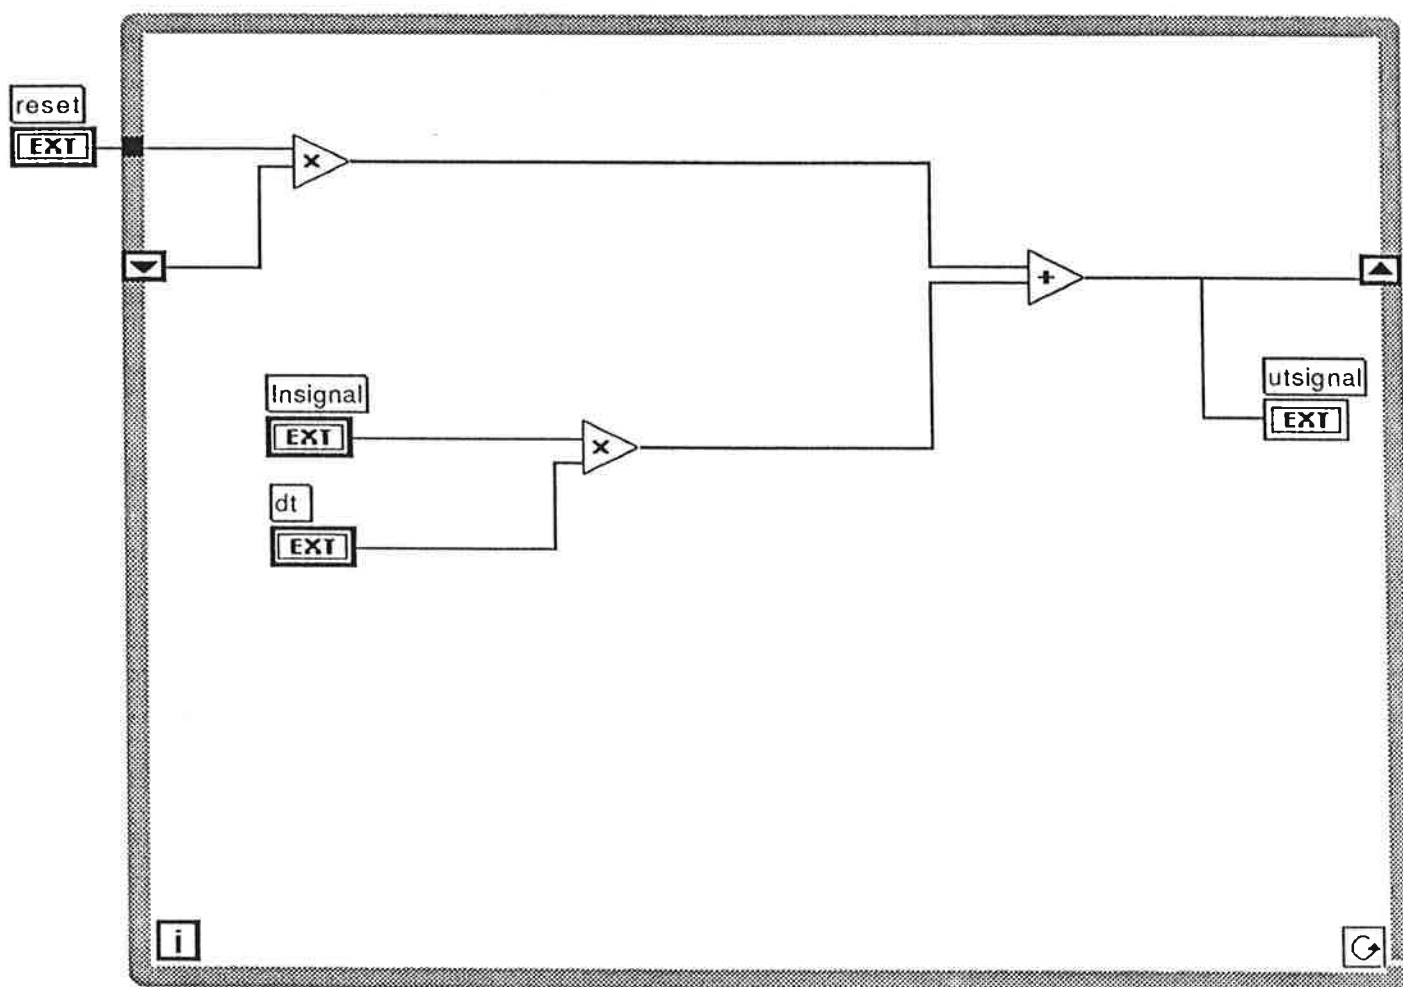 reset
EXT
×
+
Insignal
EXT
×
utsignal
EXT
dt
EXT
i